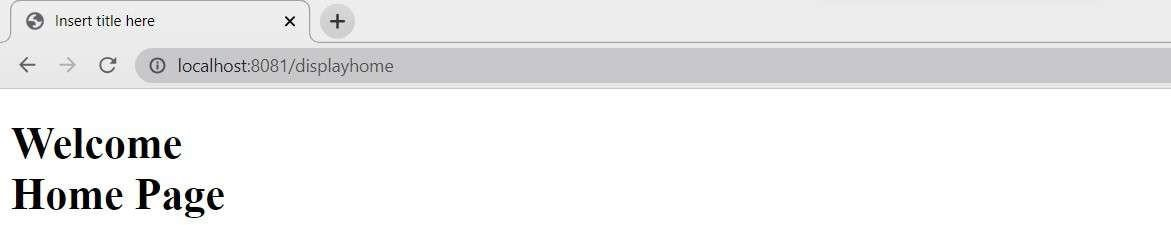 Insert title here
localhost:8081/displayhome
Welcome
Home Page